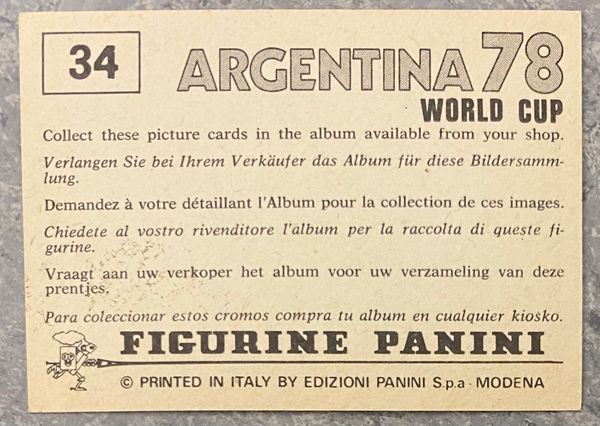 34
ARGENTINA 78
WORLD CUP
Collect these picture cards in the album available from your shop.
Verlangen Sie bei Ihrem Verkäufer das Album für diese Bildersamm-
lung.
Demandez à votre détaillant l'Album pour la collection de ces images.
Chiedete al vostro rivenditore l'album per la raccolta di queste fi-
gurine.
Vraagt aan uw verkoper het album voor uw verzameling van deze
prentjes.
Para coleccionar estos cromos compra tu album en cualquier kiosko.
FIGURINE PANINI
© PRINTED IN ITALY BY EDIZIONI PANINI S.p.a - MODENA